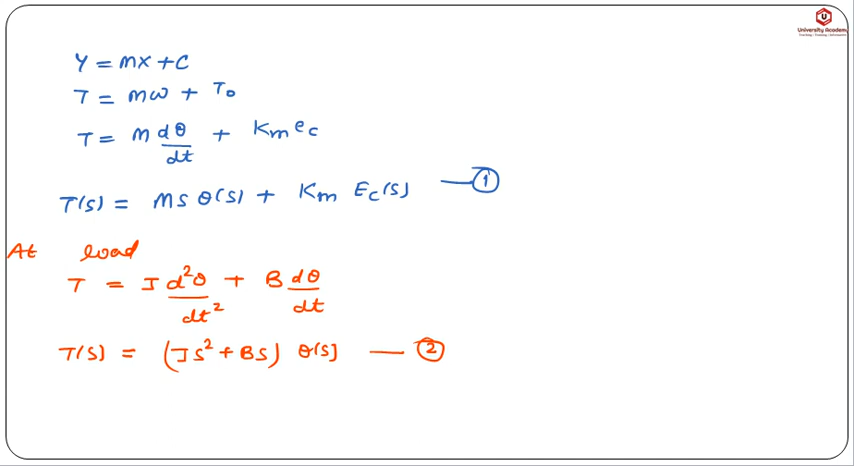 University Academy
Y = mx + C
T = mω + T₀
T = m dθ/dt + Km ec
T(s) = ms θ(s) + Km Ec(s) — ①
At load
T = J d²θ/dt² + B dθ/dt
T(s) = (Js² + Bs) θ(s) — ②